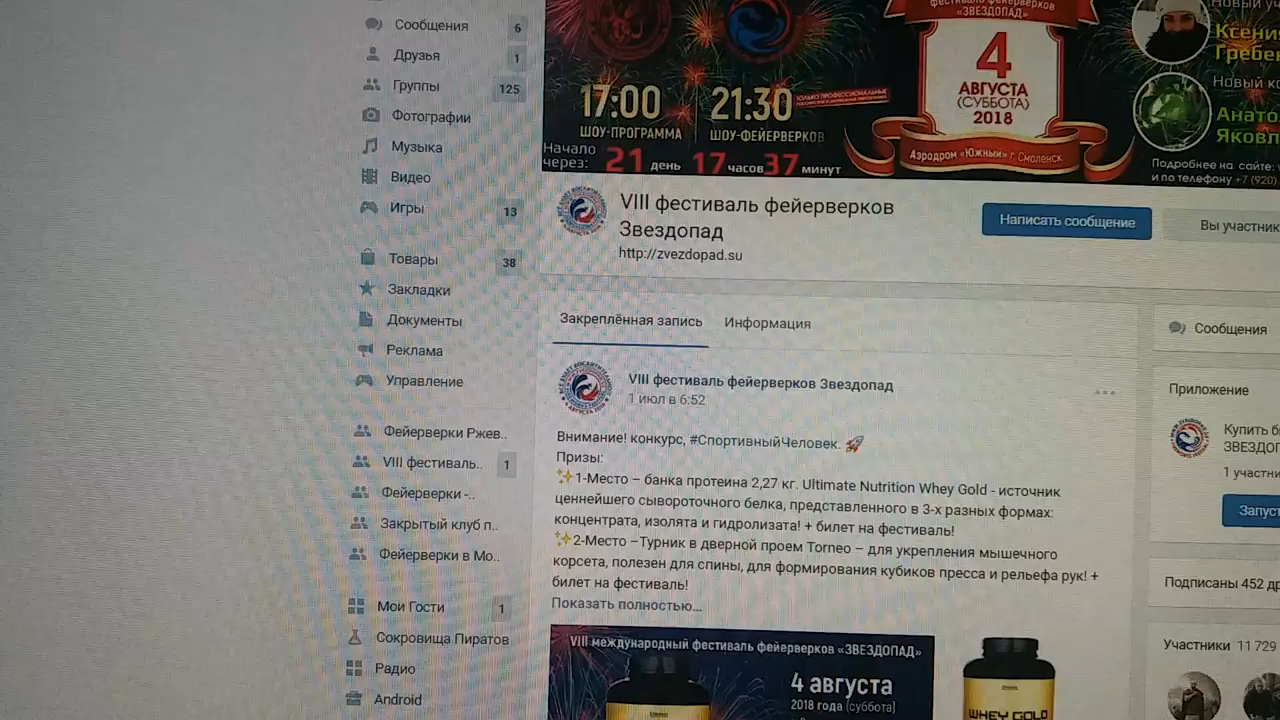 Сообщения 6
Друзья 1
Группы 125
Фотографии
Музыка
Видео
Игры 13
Товары 38
Закладки
Документы
Реклама
Управление
Фейерверки Ржев..
VIII фестиваль.. 1
Фейерверки -..
Закрытый клуб п..
Фейерверки в Мо..
Мои Гости 1
Сокровища Пиратов
Радио
Android
фестиваль фейерверков
«ЗВЕЗДОПАД»
4
АВГУСТА
(СУББОТА)
2018
Аэродром «Южный» г. Смоленск
17:00
ШОУ-ПРОГРАММА
21:30
ШОУ-ФЕЙЕРВЕРКОВ
ТОЛЬКО ПРОФЕССИОНАЛЬНЫЕ
Начало
через: 21 день 17 часов 37 минут
Новый
Ксения
Гребен
Новый
Анато
Яковл
Подробнее на сайте:
и по телефону +7 (920)
VIII фестиваль фейерверков
Звездопад
http://zvezdopad.su
Написать сообщение
Вы участник
Закреплённая запись
Информация
VIII фестиваль фейерверков Звездопад
1 июл в 6:52
Внимание! конкурс, #СпортивныйЧеловек. 🚀
Призы:
✨1-Место – банка протеина 2,27 кг. Ultimate Nutrition Whey Gold - источник
ценнейшего сывороточного белка, представленного в 3-х разных формах:
концентрата, изолята и гидролизата! + билет на фестиваль!
✨2-Место –Турник в дверной проем Torneo – для укрепления мышечного
корсета, полезен для спины, для формирования кубиков пресса и рельефа рук! +
билет на фестиваль!
Показать полностью...
VIII международный фестиваль фейерверков «ЗВЕЗДОПАД»
4 августа
2018 года (суббота)
WHEY GOLD
Сообщения
Приложение
Купить б
ЗВЕЗДОП
1 участни
Запуст
Подписаны 452 др
Участники 11 729